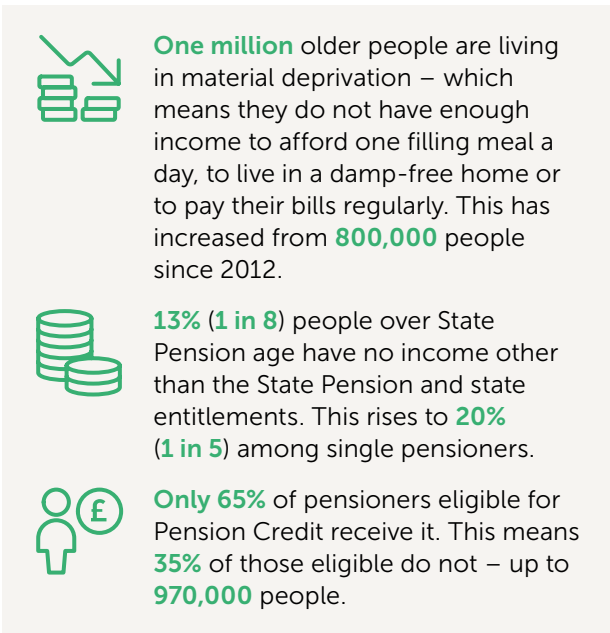 One million older people are living
in material deprivation – which
means they do not have enough
income to afford one filling meal a
day, to live in a damp-free home or
to pay their bills regularly. This has
increased from 800,000 people
since 2012.
13% (1 in 8) people over State
Pension age have no income other
than the State Pension and state
entitlements. This rises to 20%
(1 in 5) among single pensioners.
£
Only 65% of pensioners eligible for
Pension Credit receive it. This means
35% of those eligible do not – up to
970,000 people.